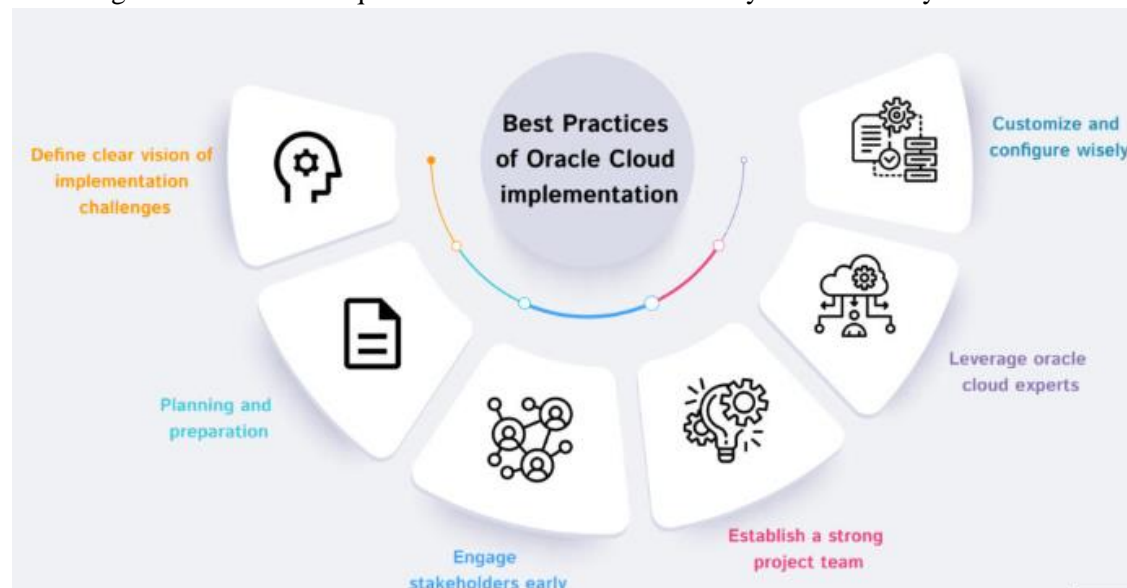 Best Practices
of Oracle Cloud
implementation
Define clear vision of
implementation
challenges
Planning and
preparation
Engage
stakeholders early
Establish a strong
project team
Leverage oracle
cloud experts
Customize and
configure wisely